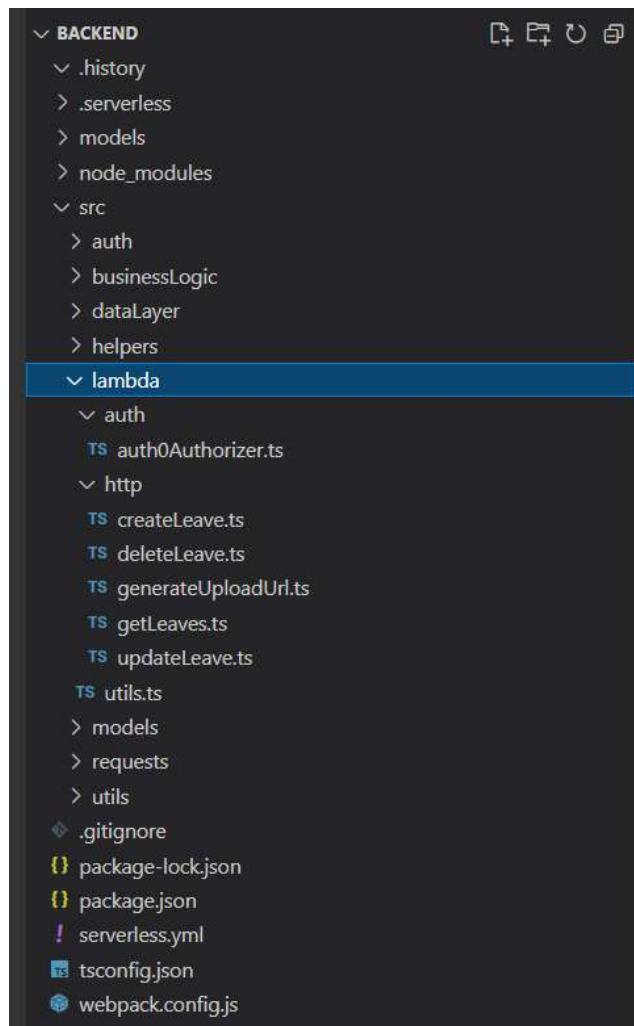 BACKEND
.history
.serverless
models
node_modules
src
auth
businessLogic
dataLayer
helpers
lambda
auth
TS auth0Authorizer.ts
http
TS createLeave.ts
TS deleteLeave.ts
TS generateUploadUrl.ts
TS getLeaves.ts
TS updateLeave.ts
TS utils.ts
models
requests
utils
.gitignore
{} package-lock.json
{} package.json
! serverless.yml
TS tsconfig.json
webpack.config.js